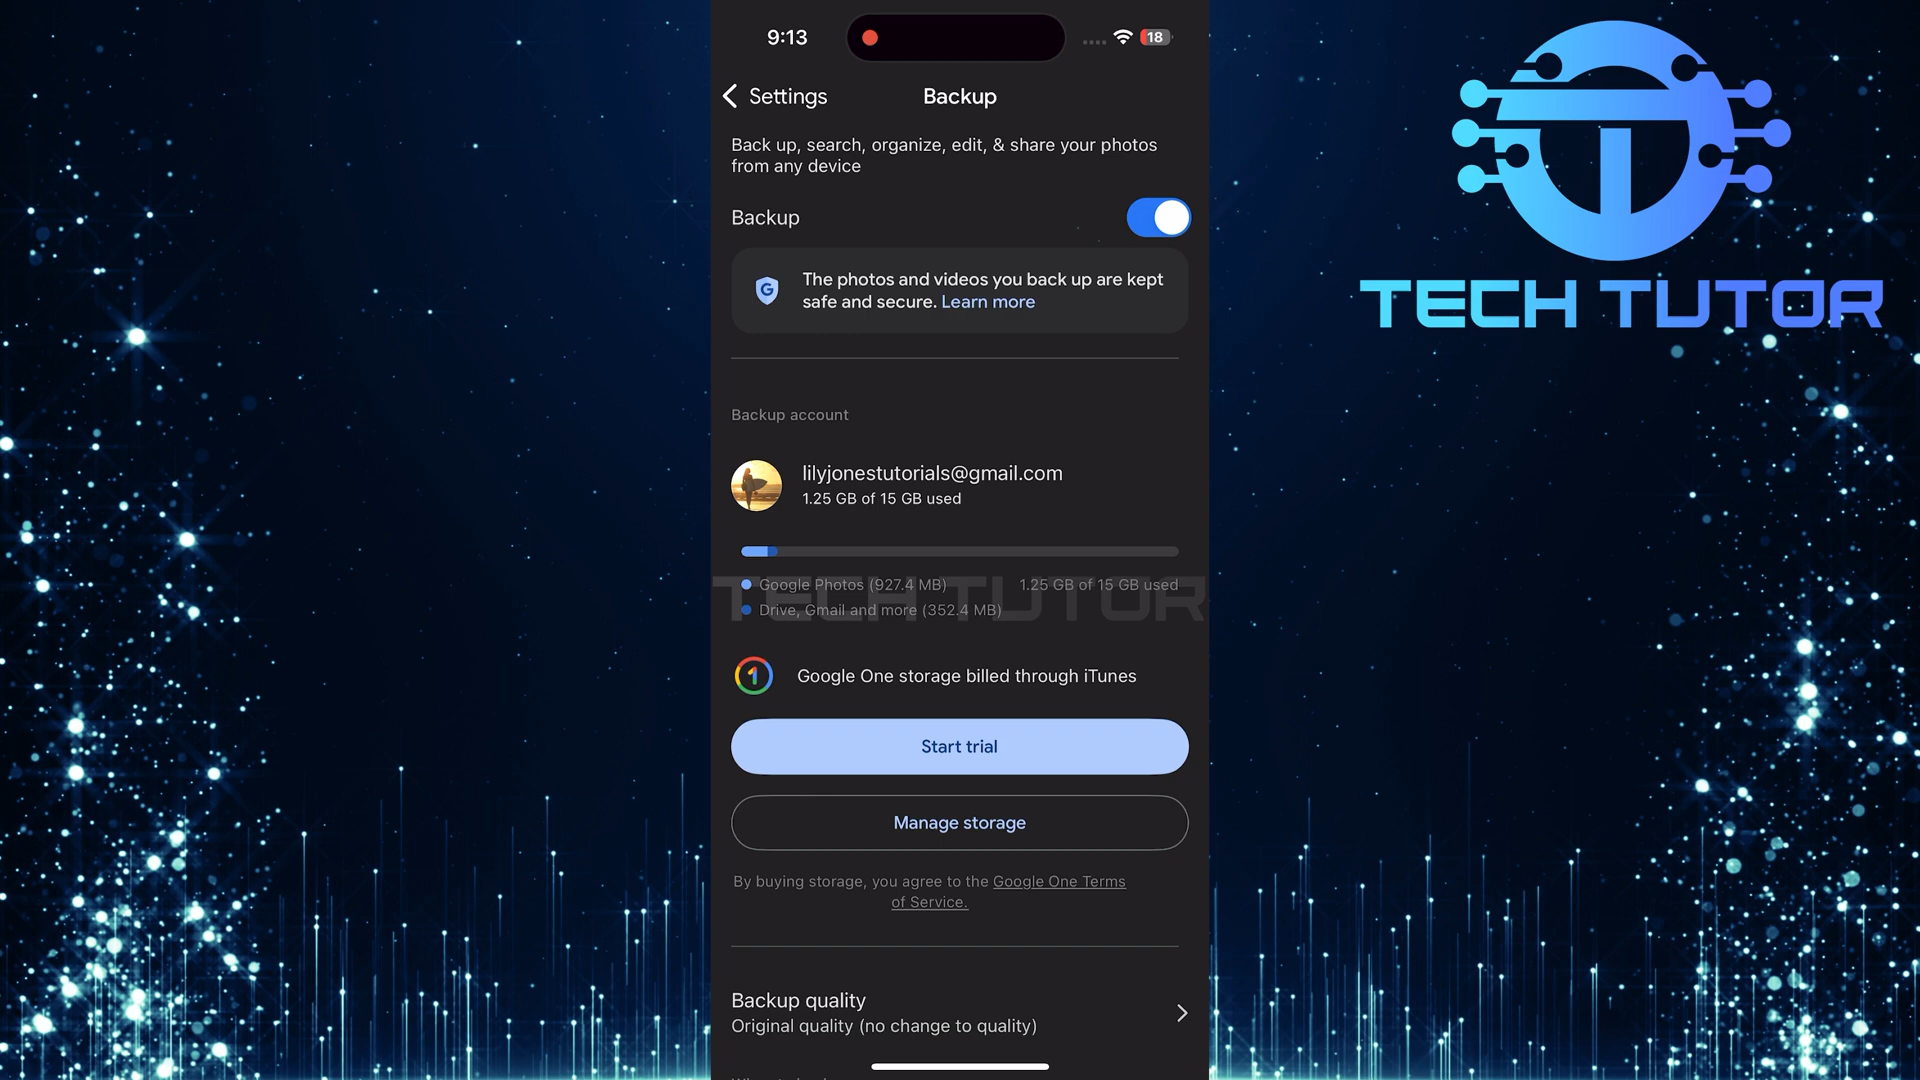 9:13
18
Settings
Backup
Back up, search, organize, edit, & share your photos
from any device
Backup
The photos and videos you back up are kept
safe and secure. Learn more
Backup account
lilyjonestutorials@gmail.com
1.25 GB of 15 GB used
Google Photos (927.4 MB)
1.25 GB of 15 GB used
Drive, Gmail and more (352.4 MB)
TECH TUTOR
Google One storage billed through iTunes
Start trial
Manage storage
By buying storage, you agree to the Google One Terms
of Service.
Backup quality
Original quality (no change to quality)
TECH TUTOR